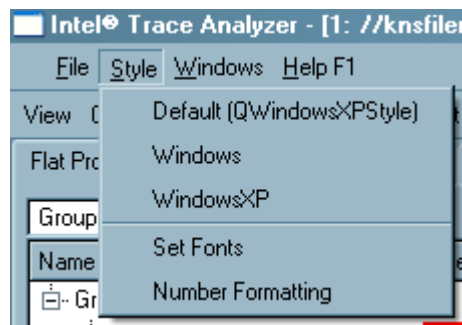 Intel® Trace Analyzer - [1: //knsfiler
File Style Windows Help F1
View
Default (QWindowsXPStyle)
Flat Pro
Windows
WindowsXP
Group
Name
Set Fonts
Gr
Number Formatting